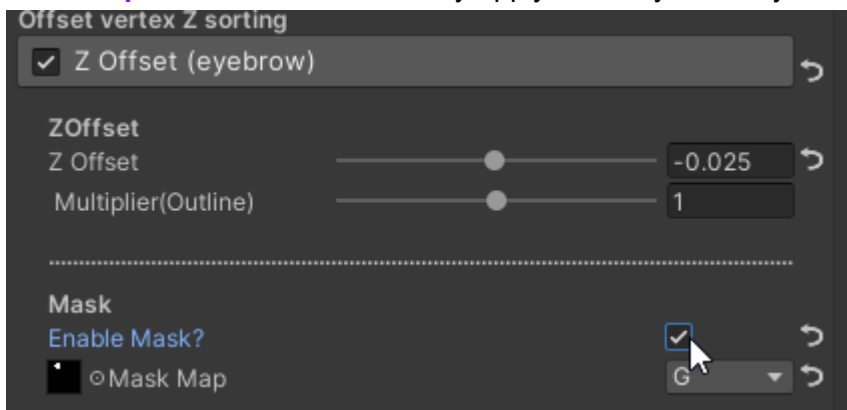 Offset vertex Z sorting
Z Offset (eyebrow)
ZOffset
Z Offset -0.025
Multiplier(Outline) 1
Mask
Enable Mask?
Mask Map G